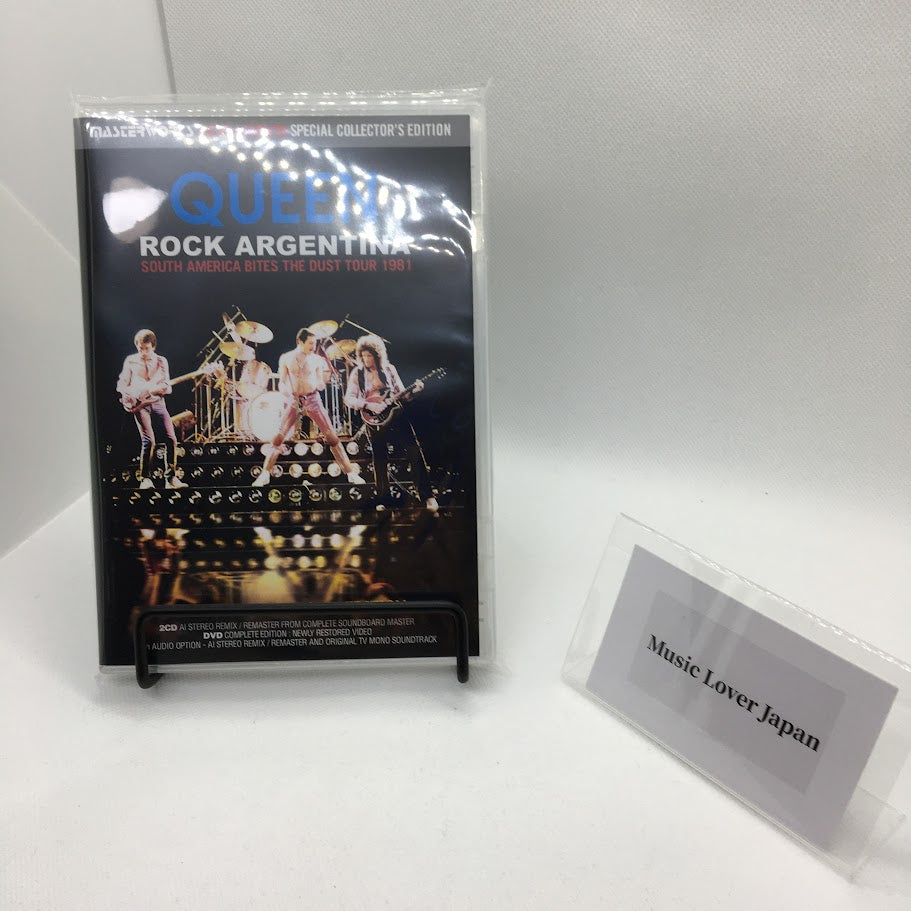 MASTERWORKS SPECIAL COLLECTOR'S EDITION
QUEEN
ROCK ARGENTINA
SOUTH AMERICA BITES THE DUST TOUR 1981
2CD AI STEREO REMIX / REMASTER FROM COMPLETE SOUNDBOARD MASTER
DVD COMPLETE EDITION : NEWLY RESTORED VIDEO
AUDIO OPTION - AI STEREO REMIX / REMASTER AND ORIGINAL TV MONO SOUNDTRACK
Music Lover Japan